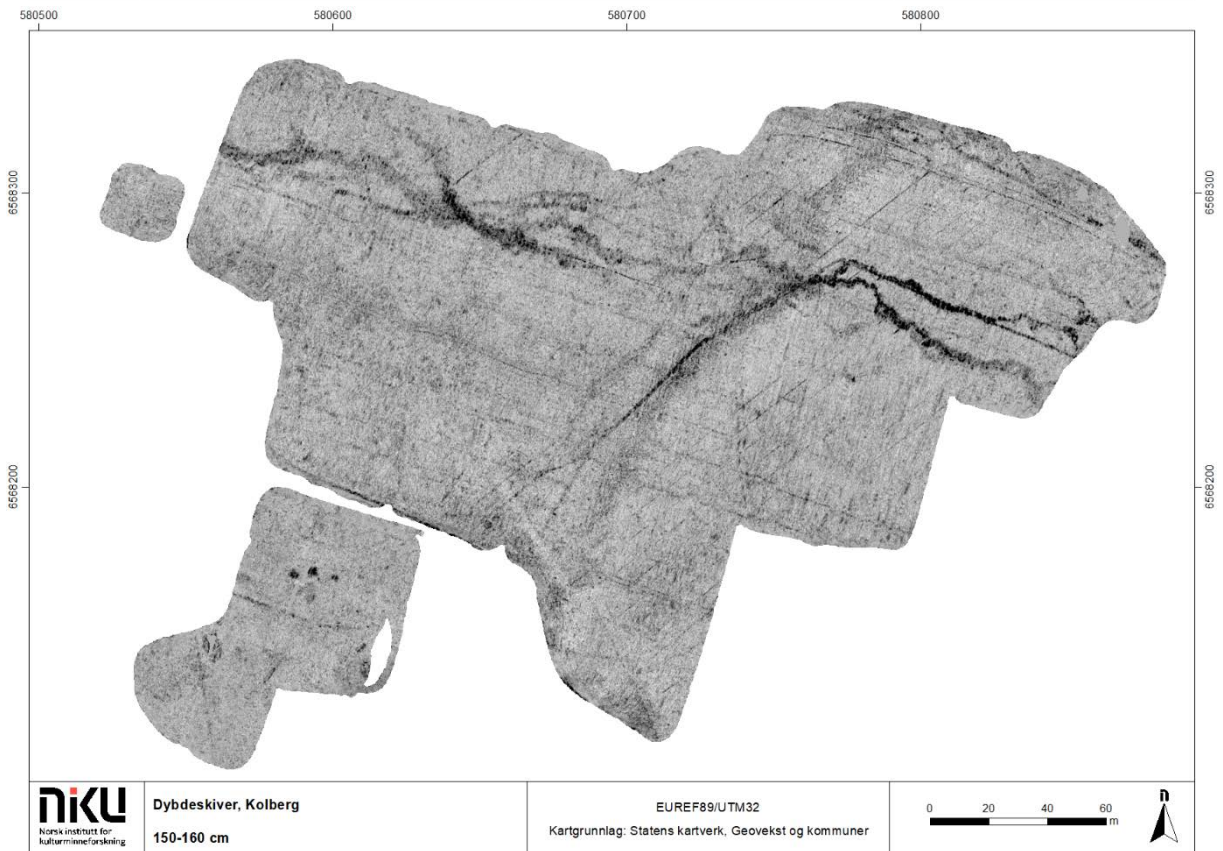 580500 580600 580700 580800
6568300 6568300
6568200 6568200
niku
Norsk institutt for
kulturminneforskning
Dybdeskiver, Kolberg
150-160 cm
EUREF89/UTM32
Kartgrunnlag: Statens kartverk, Geovekst og kommuner
0 20 40 60
m
n